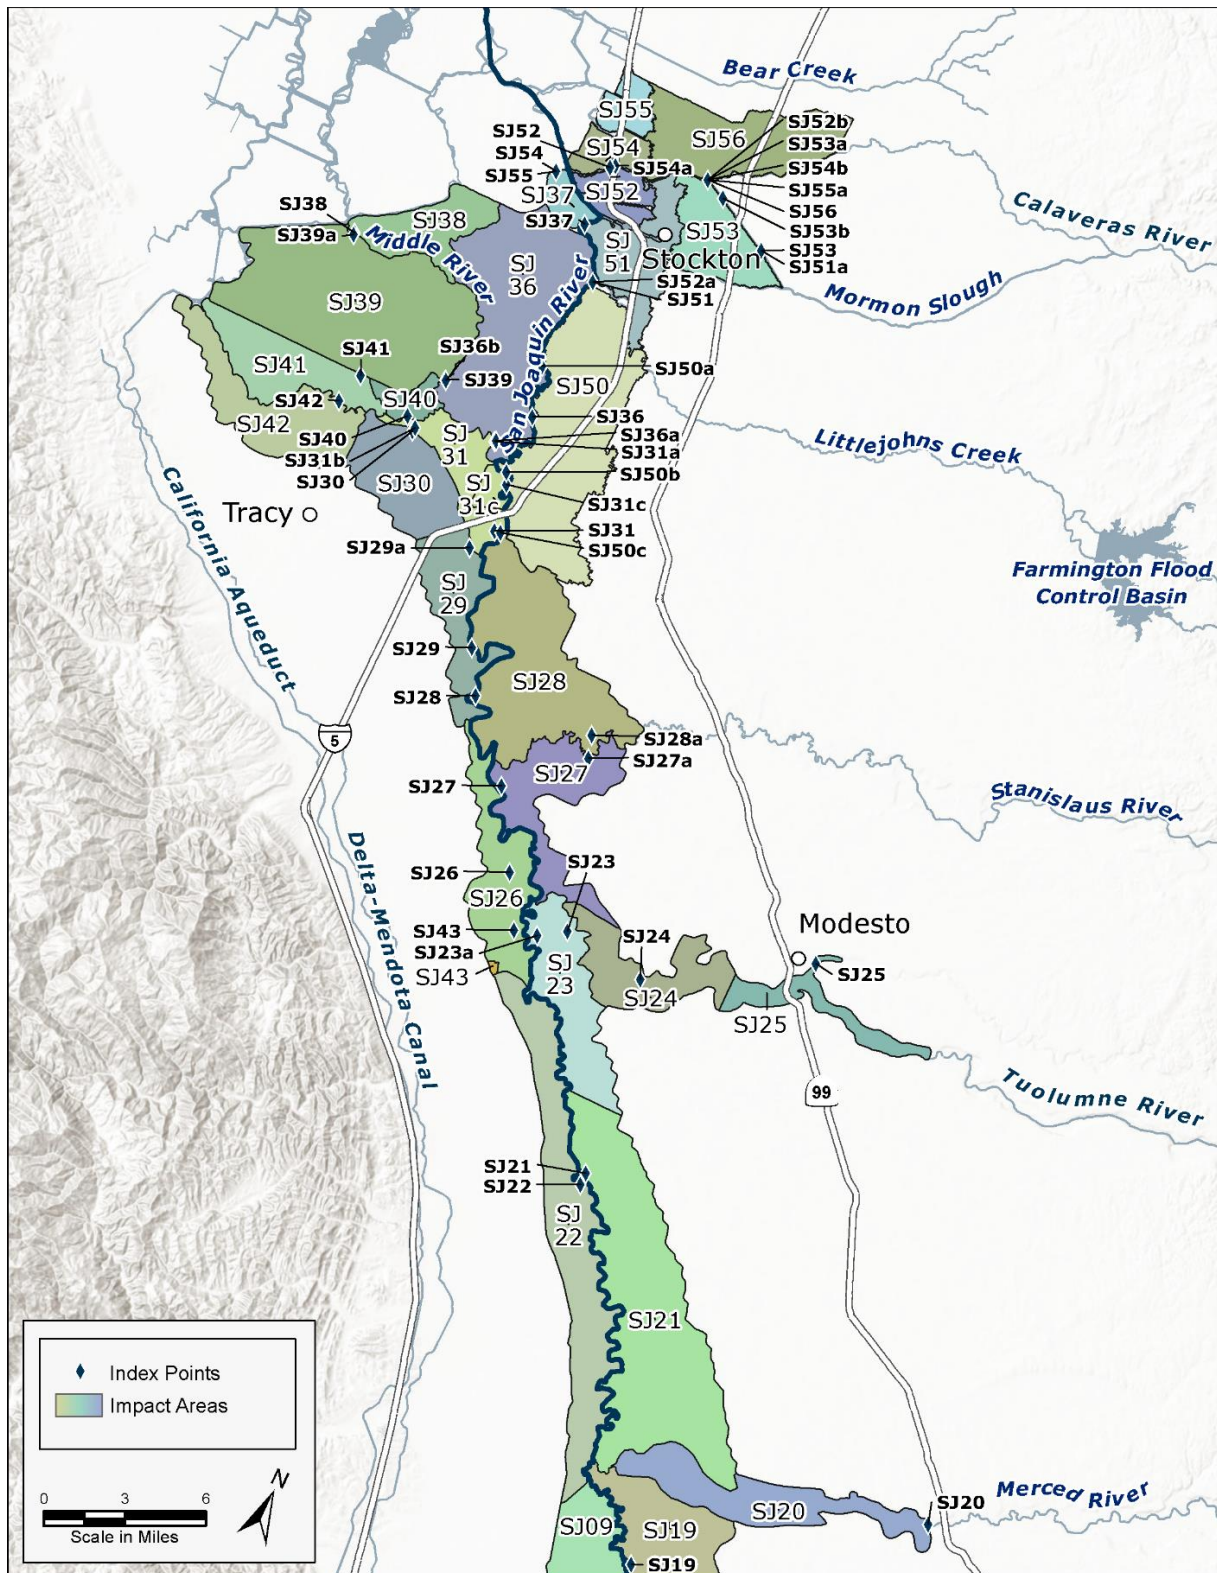 Bear Creek
SJ55
SJ52
SJ54
SJ55
SJ54
SJ56
SJ52b
SJ53a
SJ54b
SJ55a
SJ56
SJ53b
SJ53
SJ51a
SJ54a
SJ52
SJ37
SJ37
SJ53
SJ
51
Stockton
Calaveras River
Mormon Slough
SJ38
SJ39a
SJ38
Middle River
SJ
36
San Joaquin River
SJ52a
SJ51
SJ39
SJ41
SJ41
SJ36b
SJ39
SJ50
SJ50a
SJ42
SJ42
SJ40
SJ40
SJ31b
SJ30
SJ
31
SJ36
SJ36a
SJ31a
SJ50b
Littlejohns Creek
SJ30
SJ
31c
SJ31c
Tracy
SJ31
SJ50c
SJ29a
California Aqueduct
SJ
29
Farmington Flood
Control Basin
SJ29
SJ28
SJ28
5
SJ28a
SJ27a
SJ27
SJ27
Stanislaus River
Delta-Mendota Canal
SJ26
SJ26
SJ23
SJ43
SJ23a
SJ43
SJ
23
SJ24
SJ24
Modesto
SJ25
SJ25
Tuolumne River
99
SJ21
SJ22
SJ
22
SJ21
Index Points
Impact Areas
N
0 3 6
Scale in Miles
Merced River
SJ20
SJ20
SJ09
SJ19
SJ19